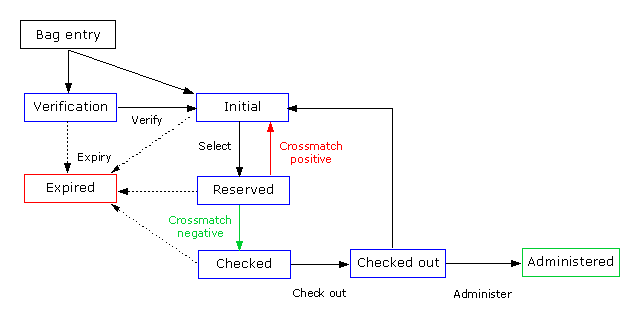 Bag entry
Verification
Initial
Verify
Select
Crossmatch
positive
Expiry
Expired
Reserved
Crossmatch
negative
Checked
Checked out
Administered
Check out
Administer